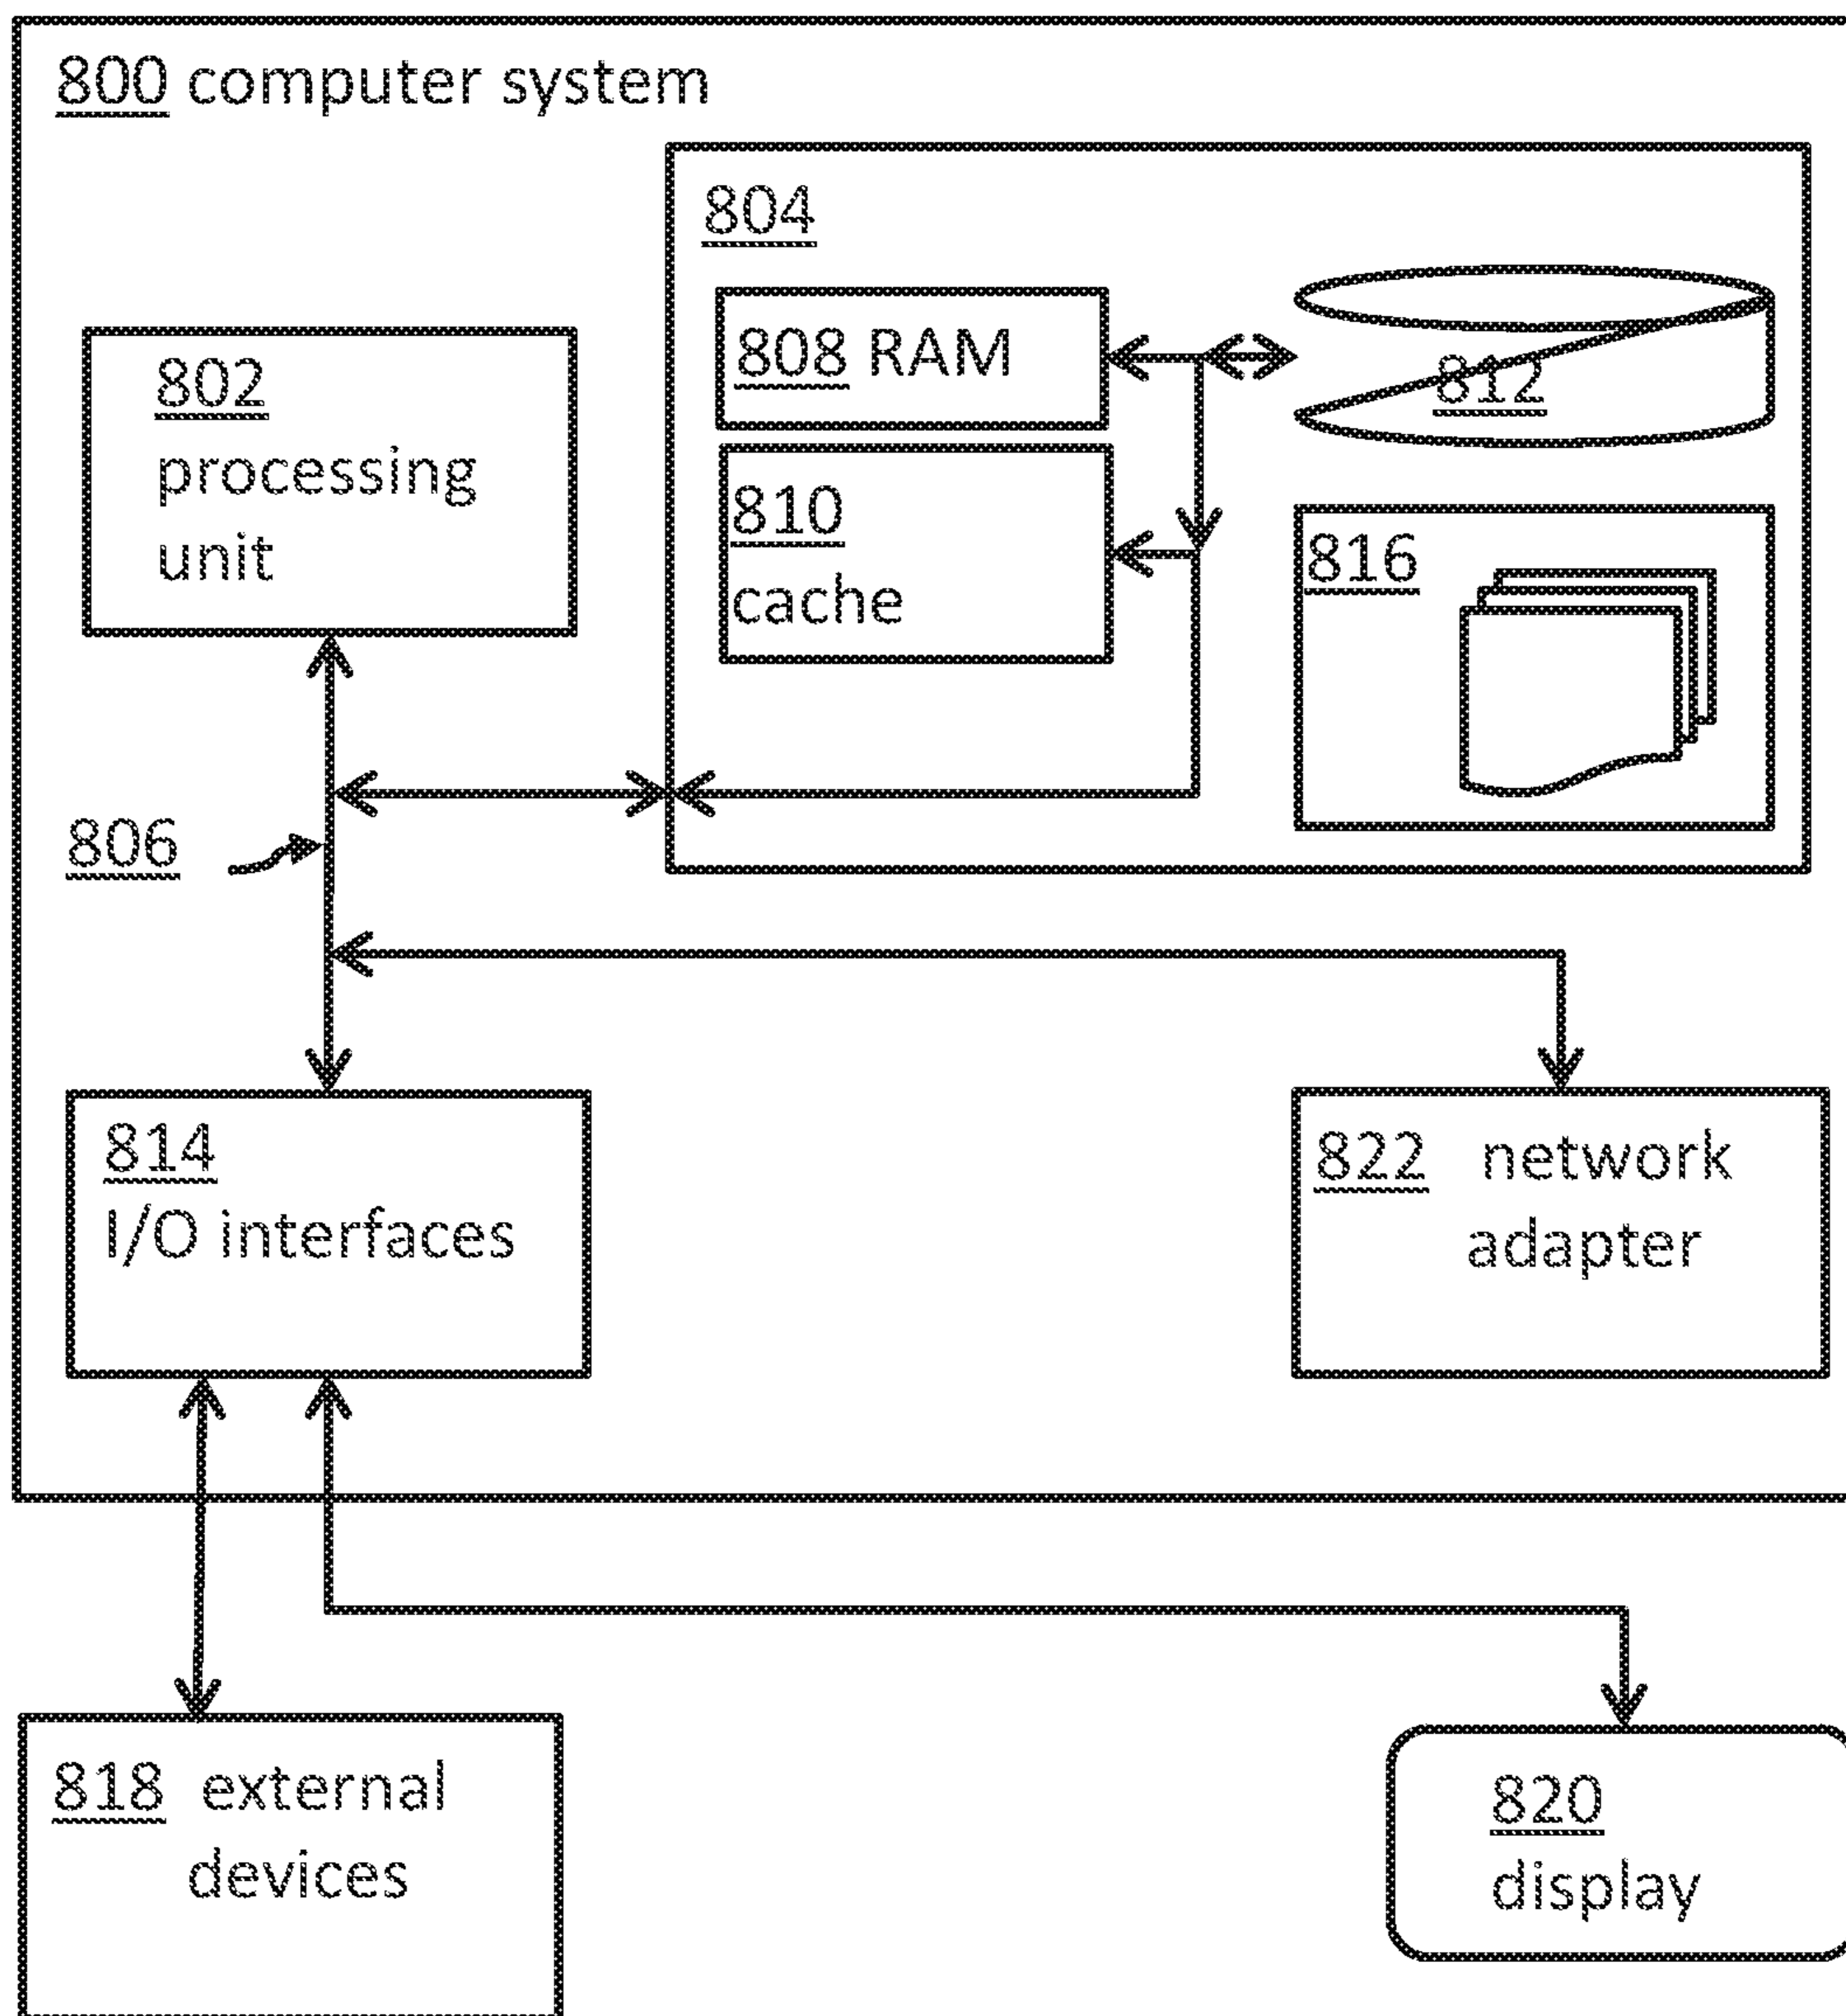 800 computer system
804
808 RAM
812
802
processing
unit
810
cache
816
806
814
I/O interfaces
822 network
adapter
818 external
devices
820
display